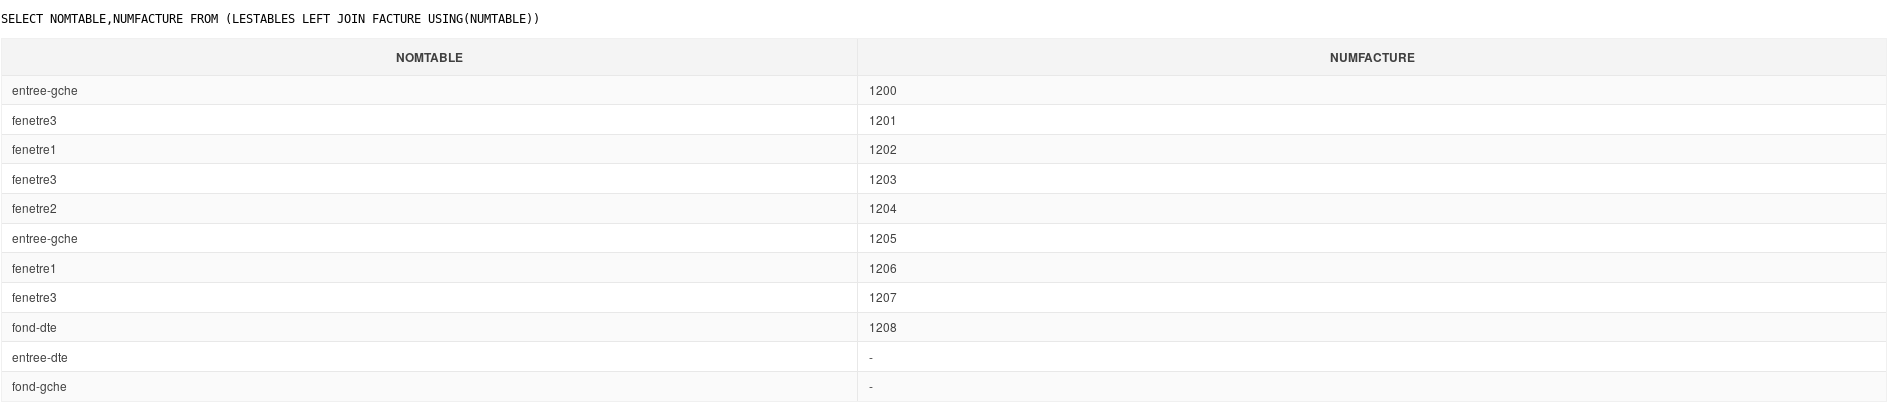 SELECT NOMTABLE,NUMFACTURE FROM (LESTABLES LEFT JOIN FACTURE USING(NUMTABLE))
NOMTABLE NUMFACTURE
entree-gche 1200
fenetre3 1201
fenetre1 1202
fenetre3 1203
fenetre2 1204
entree-gche 1205
fenetre1 1206
fenetre3 1207
fond-dte 1208
entree-dte -
fond-gche -